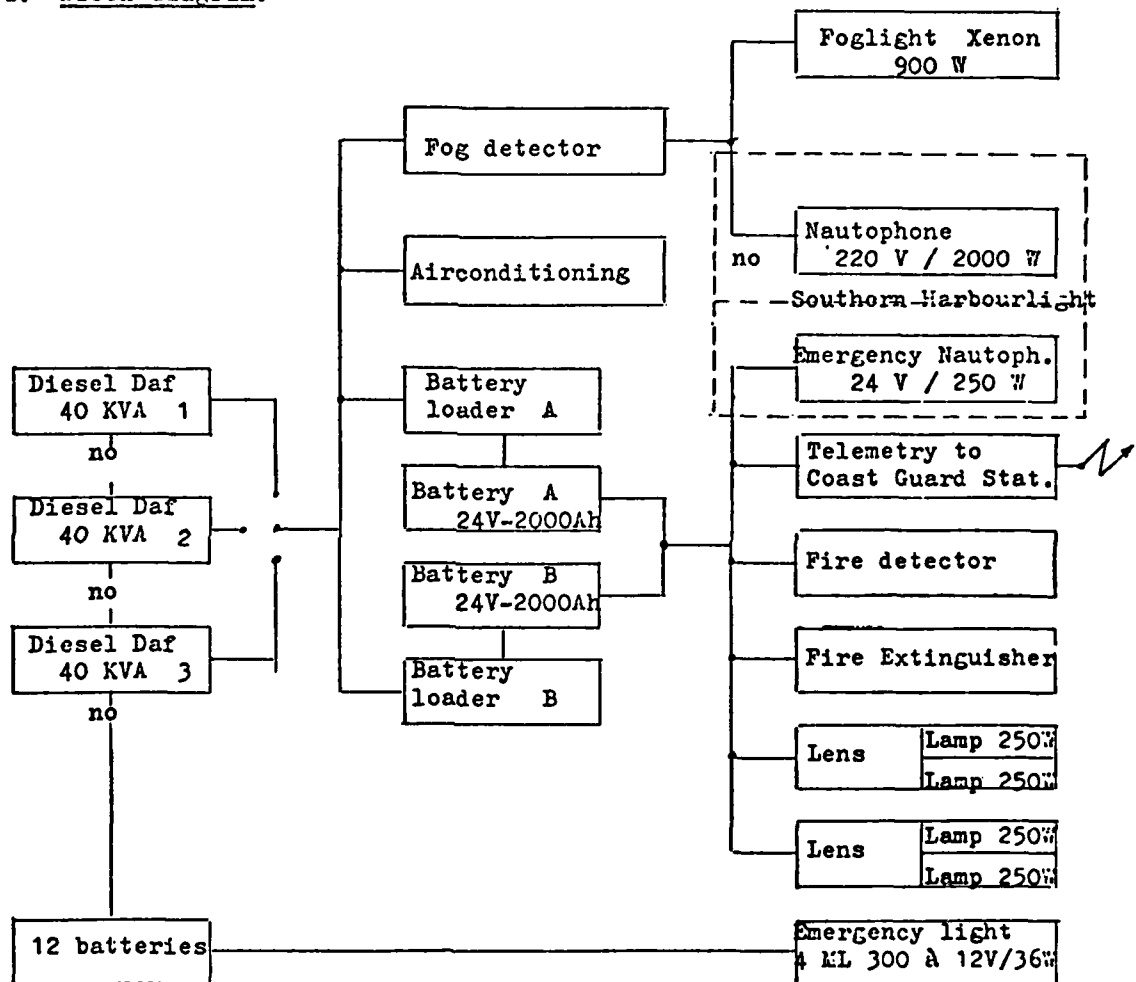 Foglight Xenon
900 W
Fog detector
Nautophone
220 V / 2000 W
no
Airconditioning
Southern Harbourlight
Emergency Nautoph.
24 V / 250 W
Diesel Daf
40 KVA 1
no
Battery
loader A
Telemetry to
Coast Guard Stat.
Battery A
24V-2000Ah
Diesel Daf
40 KVA 2
no
Fire detector
Battery B
24V-2000Ah
Diesel Daf
40 KVA 3
no
Fire Extinguisher
Battery
loader B
Lens
Lamp 250W
Lamp 250W
Lens
Lamp 250W
Lamp 250W
12 batteries
Emergency light
4 ML 300 à 12V/36W